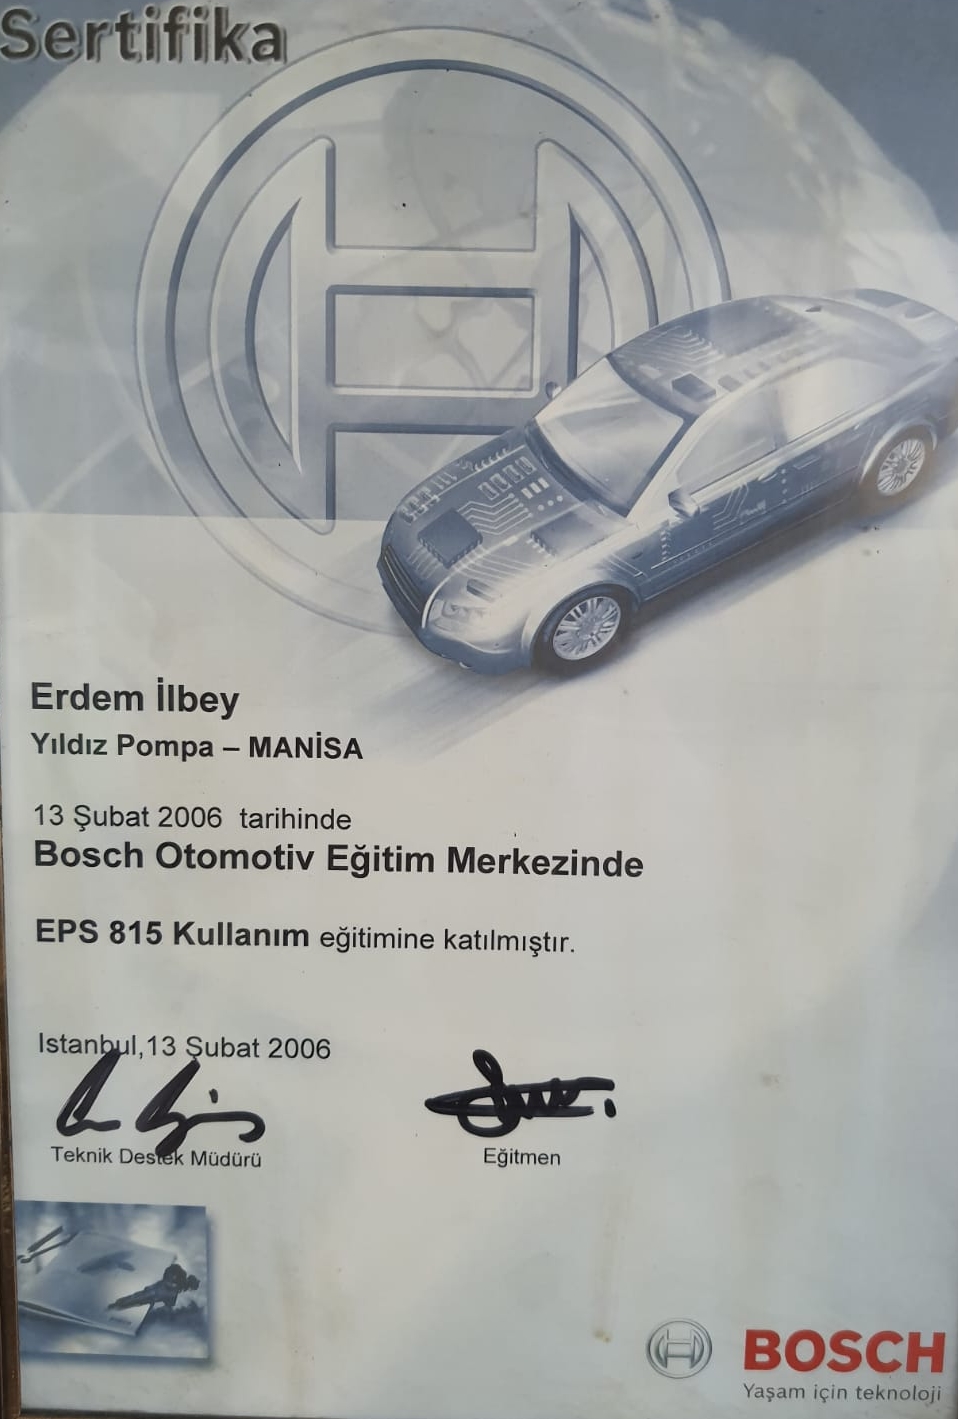 Sertifika
Erdem İlbey
Yıldız Pompa – MANİSA
13 Şubat 2006 tarihinde
Bosch Otomotiv Eğitim Merkezinde
EPS 815 Kullanım eğitimine katılmıştır.
Istanbul,13 Şubat 2006
Teknik Destek Müdürü
Eğitmen
BOSCH
Yaşam için teknoloji